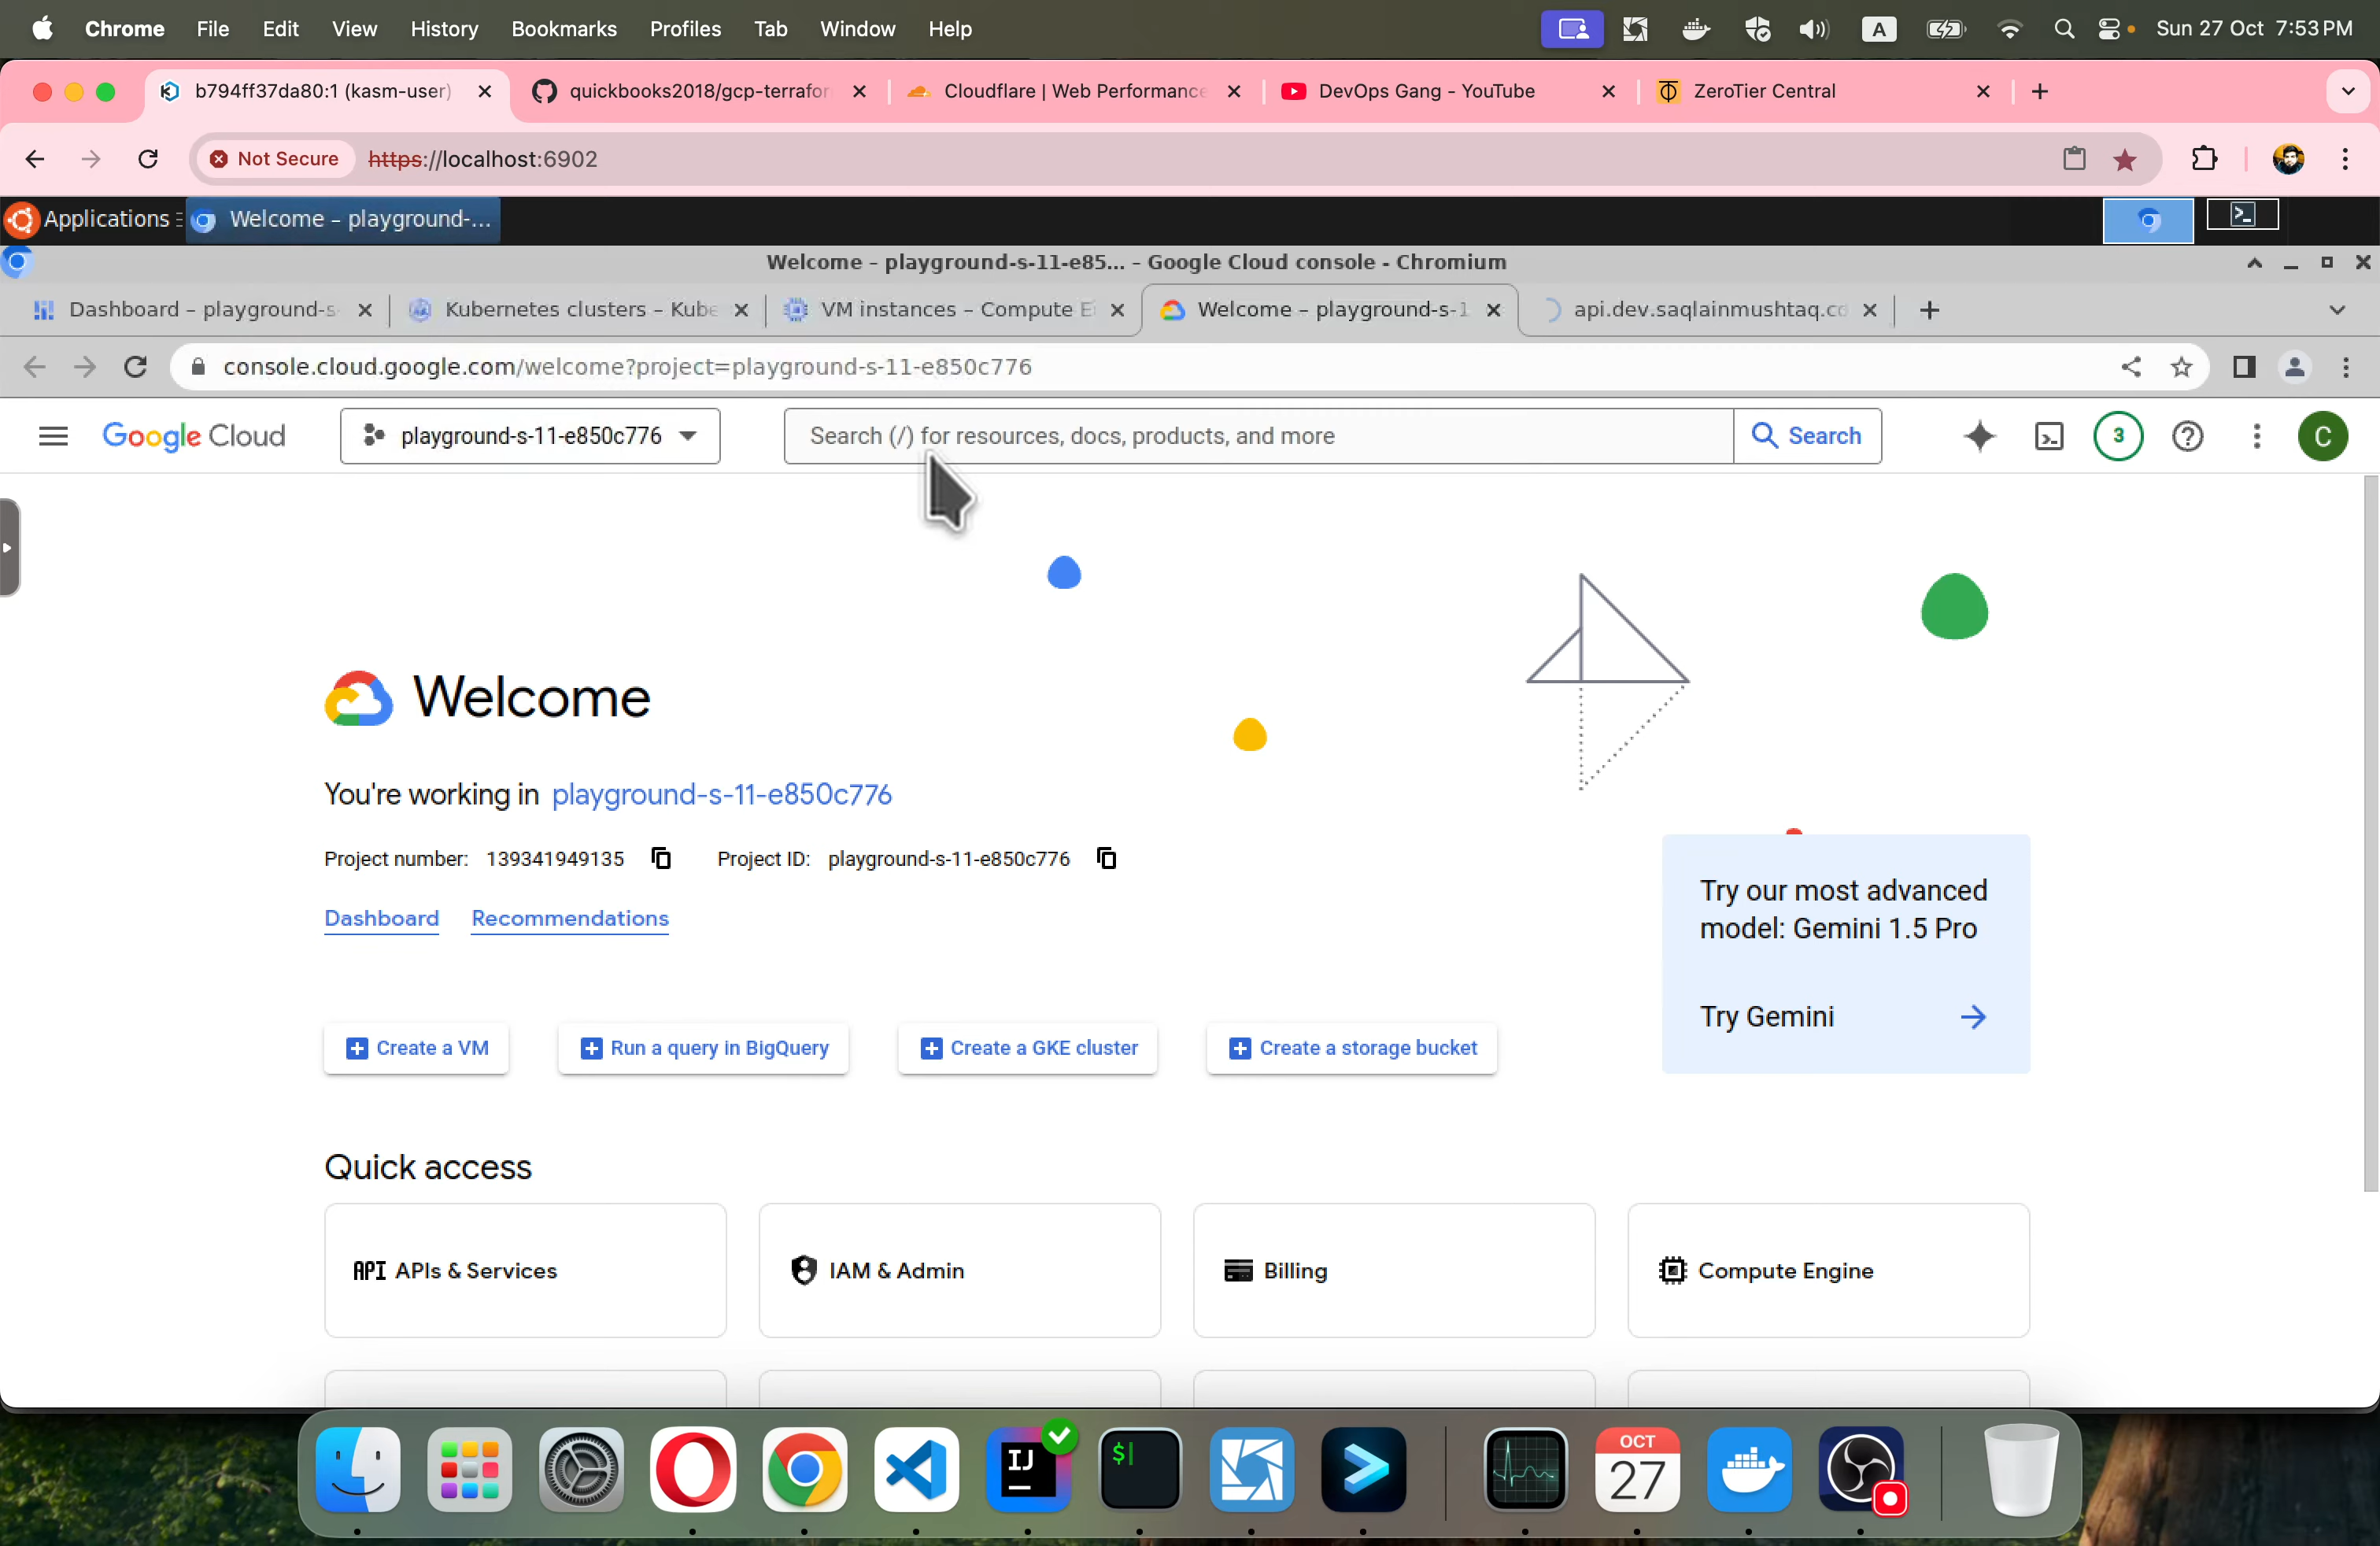 Chrome File Edit View History Bookmarks Profiles Tab Window Help A Sun 27 Oct 7:53 PM
b794ff37da80:1 (kasm-user) quickbooks2018/gcp-terrafor Cloudflare | Web Performance DevOps Gang - YouTube ZeroTier Central
Not Secure https://localhost:6902
Applications Welcome – playground-...
Welcome – playground-s-11-e85... – Google Cloud console - Chromium
Dashboard – playground-s- Kubernetes clusters – Kube VM instances – Compute E Welcome – playground-s-1 api.dev.saqlainmushtaq.co
console.cloud.google.com/welcome?project=playground-s-11-e850c776
Google Cloud playground-s-11-e850c776 Search (/) for resources, docs, products, and more Search 3 C
Welcome
You're working in playground-s-11-e850c776
Project number: 139341949135 Project ID: playground-s-11-e850c776
Dashboard Recommendations
Try our most advanced
model: Gemini 1.5 Pro
Try Gemini
Create a VM Run a query in BigQuery Create a GKE cluster Create a storage bucket
Quick access
API APIs & Services IAM & Admin Billing Compute Engine
IJ $ OCT
27